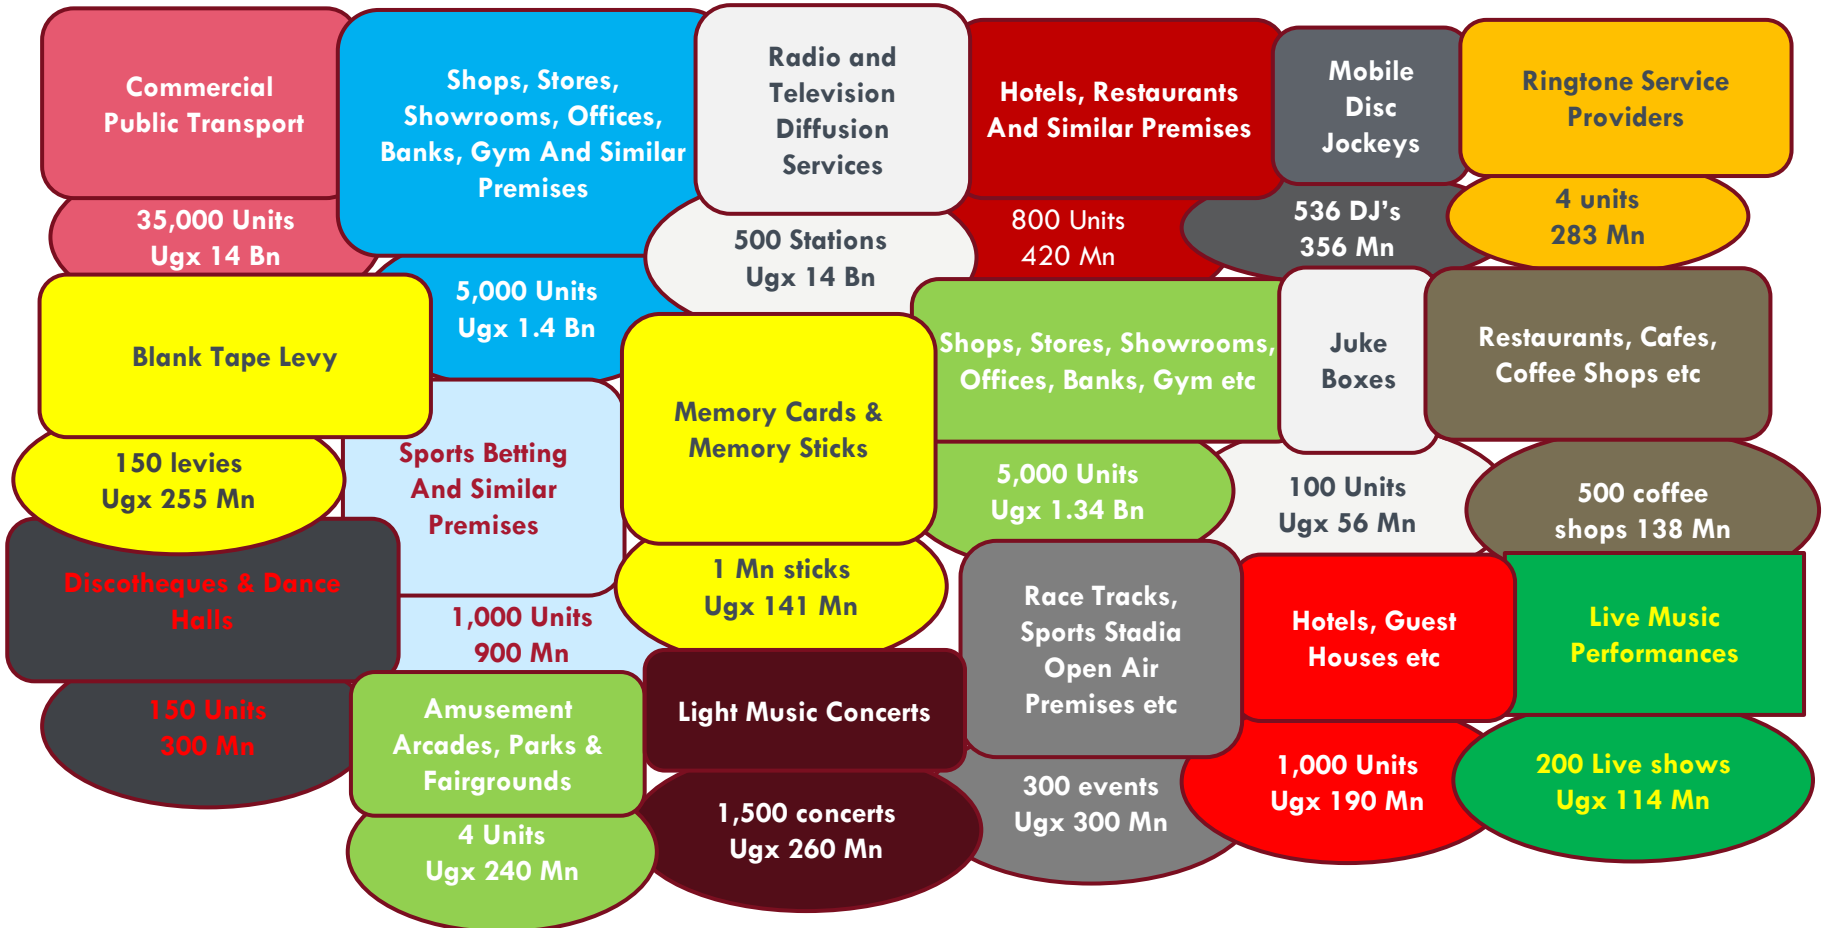 Commercial
Public Transport
35,000 Units
Ugx 14 Bn
Shops, Stores,
Showrooms, Offices,
Banks, Gym And Similar
Premises
5,000 Units
Ugx 1.4 Bn
Radio and
Television
Diffusion
Services
500 Stations
Ugx 14 Bn
Hotels, Restaurants
And Similar Premises
800 Units
420 Mn
Mobile
Disc
Jockeys
536 DJ’s
356 Mn
Ringtone Service
Providers
4 units
283 Mn
Blank Tape Levy
150 levies
Ugx 255 Mn
Sports Betting
And Similar
Premises
1,000 Units
900 Mn
Memory Cards &
Memory Sticks
1 Mn sticks
Ugx 141 Mn
Shops, Stores, Showrooms,
Offices, Banks, Gym etc
5,000 Units
Ugx 1.34 Bn
Juke
Boxes
100 Units
Ugx 56 Mn
Restaurants, Cafes,
Coffee Shops etc
500 coffee
shops 138 Mn
Discotheques & Dance
Halls
150 Units
300 Mn
Amusement
Arcades, Parks &
Fairgrounds
4 Units
Ugx 240 Mn
Light Music Concerts
1,500 concerts
Ugx 260 Mn
Race Tracks,
Sports Stadia
Open Air
Premises etc
300 events
Ugx 300 Mn
Hotels, Guest
Houses etc
1,000 Units
Ugx 190 Mn
Live Music
Performances
200 Live shows
Ugx 114 Mn